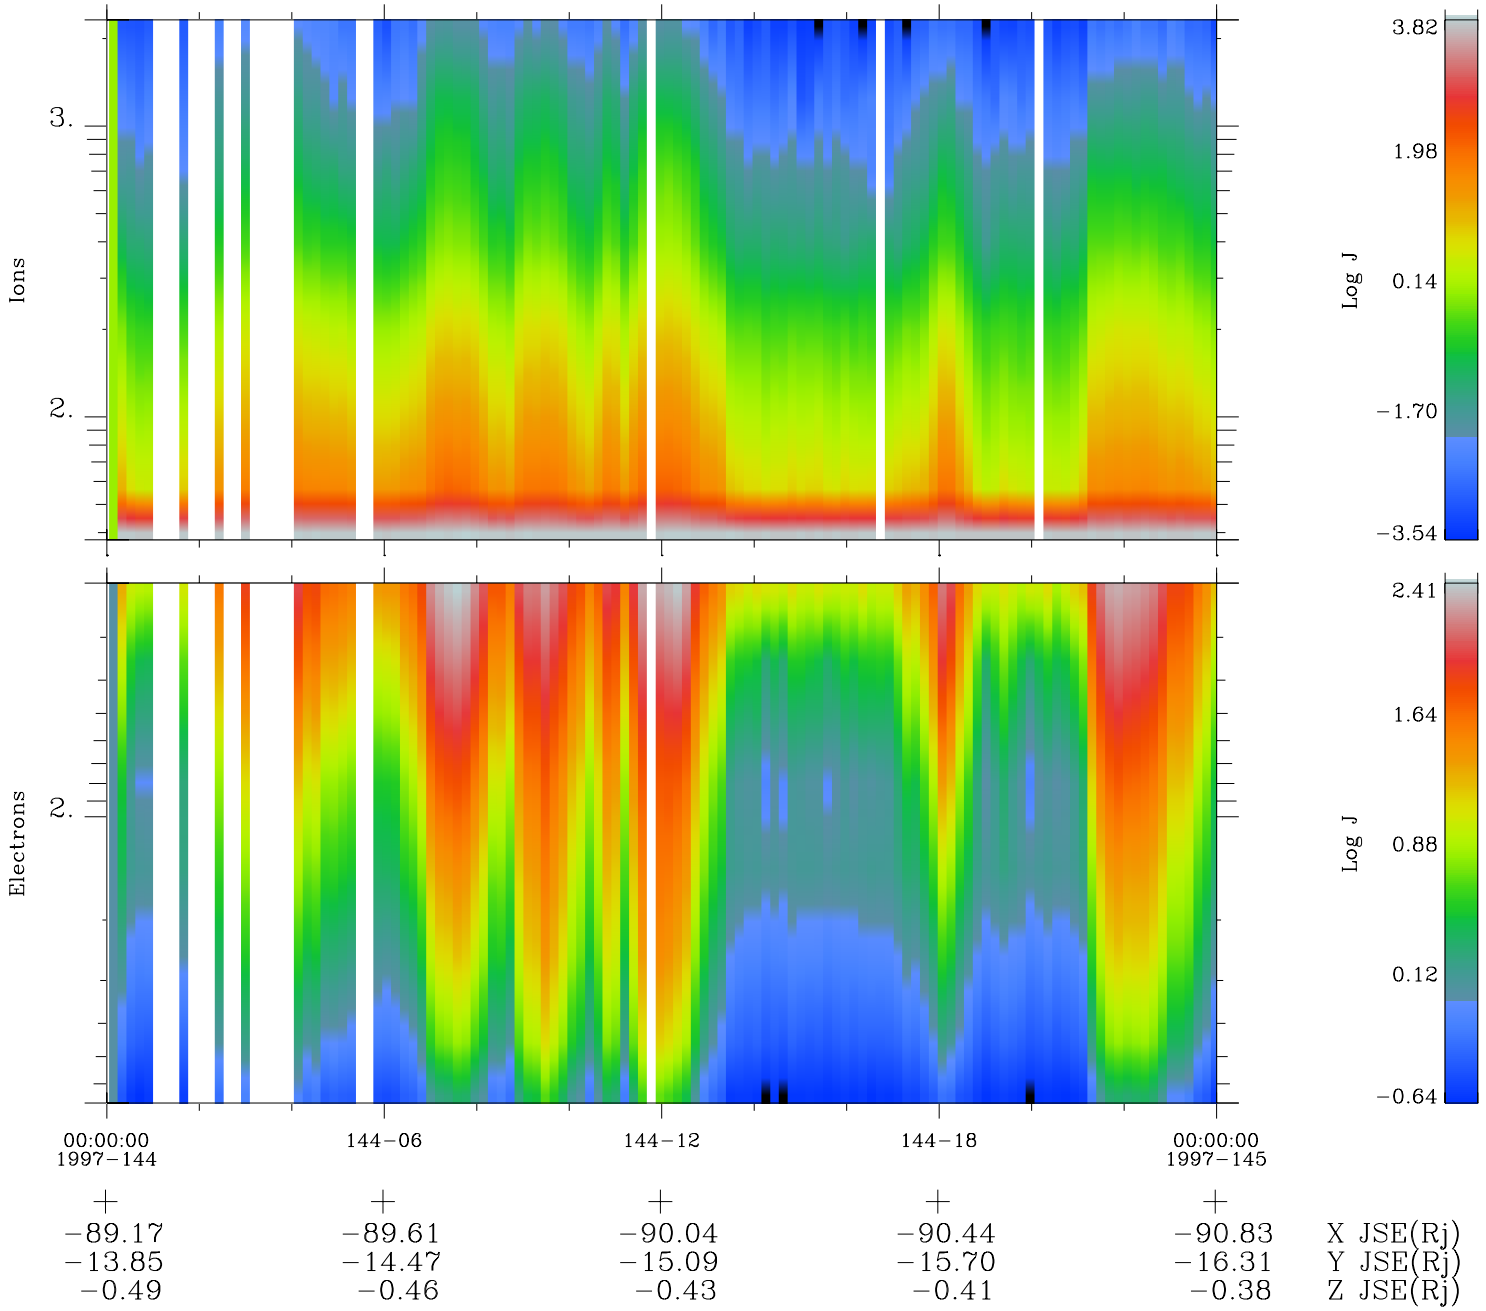 3.82
3.
1.98
Ions
Log J
0.14
2.
−1.70
−3.54
2.41
1.64
2.
Electrons
Log J
0.88
0.12
−0.64
00:00:00 144−06 144−12 144−18 00:00:00
1997−144 1997−145
−89.17 −89.61 −90.04 −90.44 −90.83 X JSE(Rj)
−13.85 −14.47 −15.09 −15.70 −16.31 Y JSE(Rj)
−0.49 −0.46 −0.43 −0.41 −0.38 Z JSE(Rj)